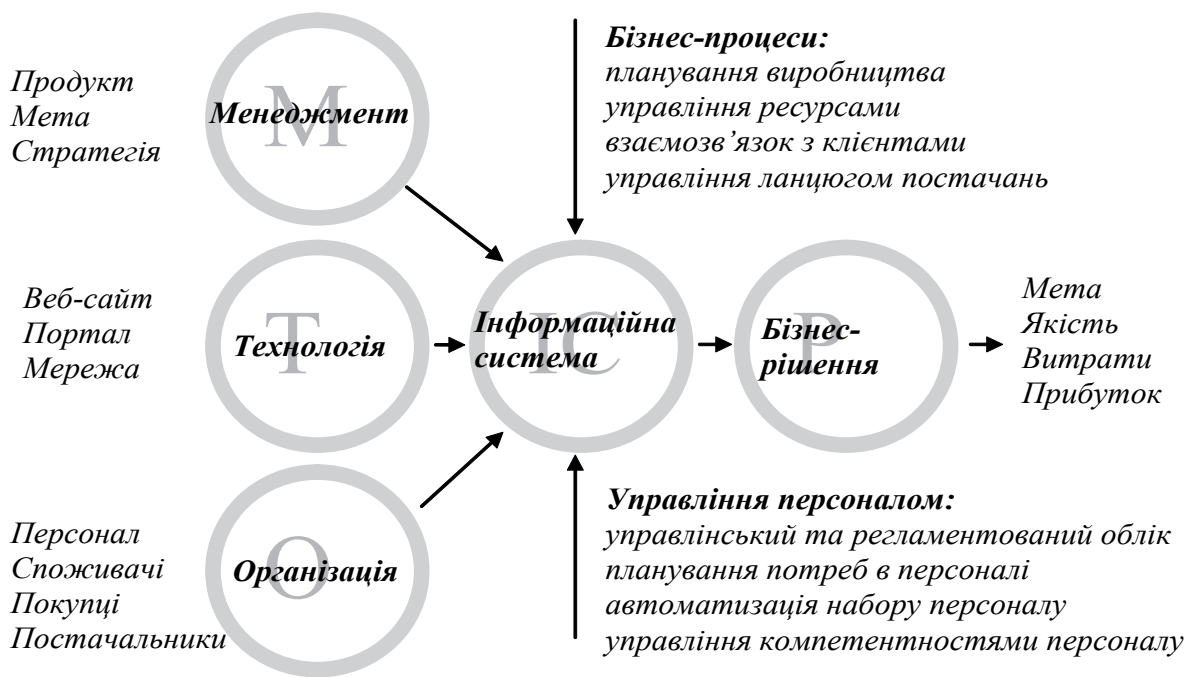 Бізнес-процеси:
планування виробництва
управління ресурсами
взаємозв’язок з клієнтами
управління ланцюгом постачань
Продукт
Мета
Стратегія
М
Менеджмент
Веб-сайт
Портал
Мережа
Т
Технологія
ІС
Інформаційна
система
Р
Бізнес-
рішення
Мета
Якість
Витрати
Прибуток
Персонал
Споживачі
Покупці
Постачальники
О
Організація
Управління персоналом:
управлінський та регламентований облік
планування потреб в персоналі
автоматизація набору персоналу
управління компетентностями персоналу